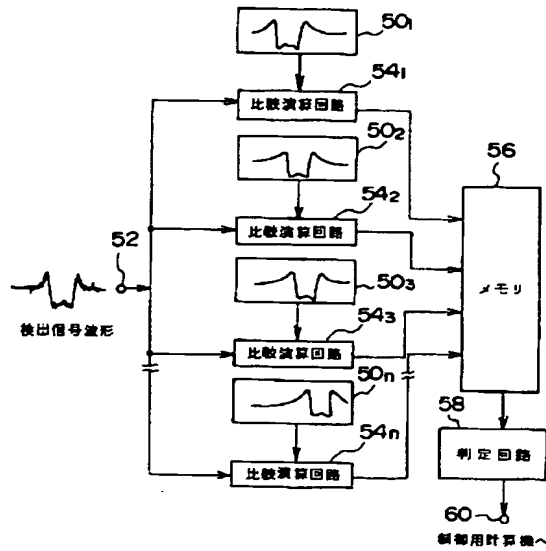 50₁
54₁
比較演算回路
50₂
54₂
比較演算回路
56
メモリ
52
検出信号波形
50₃
54₃
比較演算回路
50n
54n
比較演算回路
58
判定回路
60
制御用計算機へ